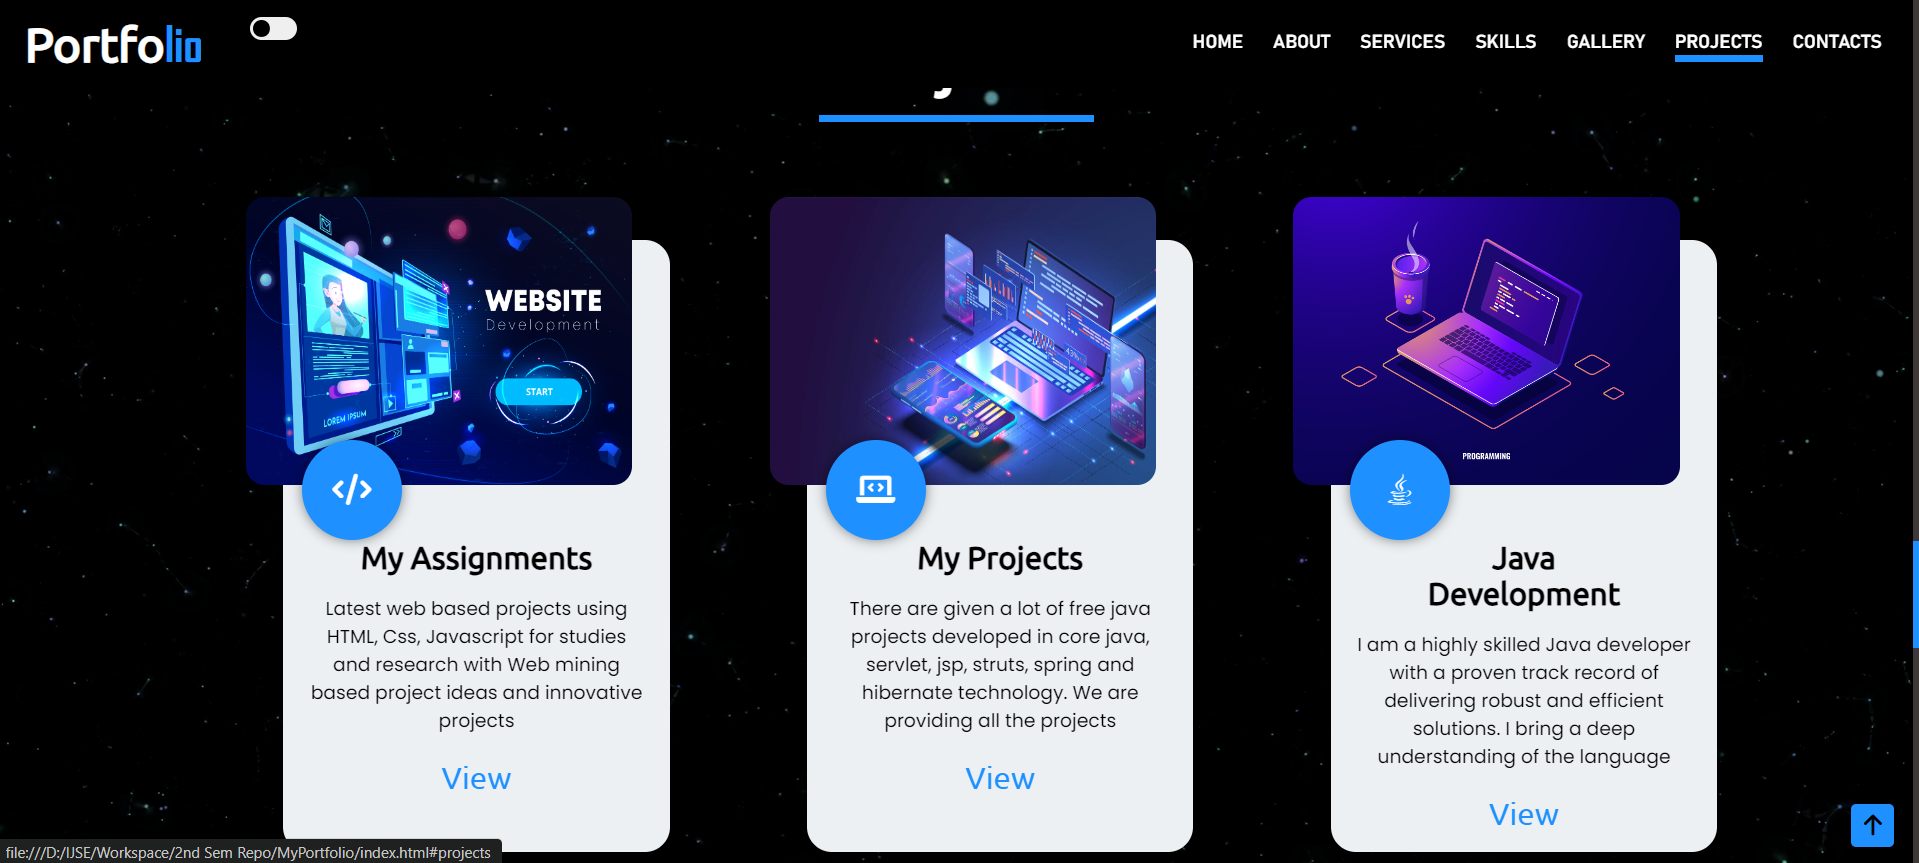 Portfolio
HOME ABOUT SERVICES SKILLS GALLERY PROJECTS CONTACTS
WEBSITE
Development
START
LOREM IPSUM
PROGRAMMING
My Assignments
Latest web based projects using
HTML, Css, Javascript for studies
and research with Web mining
based project ideas and innovative
projects
View
My Projects
There are given a lot of free java
projects developed in core java,
servlet, jsp, struts, spring and
hibernate technology. We are
providing all the projects
View
Java
Development
I am a highly skilled Java developer
with a proven track record of
delivering robust and efficient
solutions. I bring a deep
understanding of the language
View
file:///D:/IJSE/Workspace/2nd Sem Repo/MyPortfolio/index.html#projects